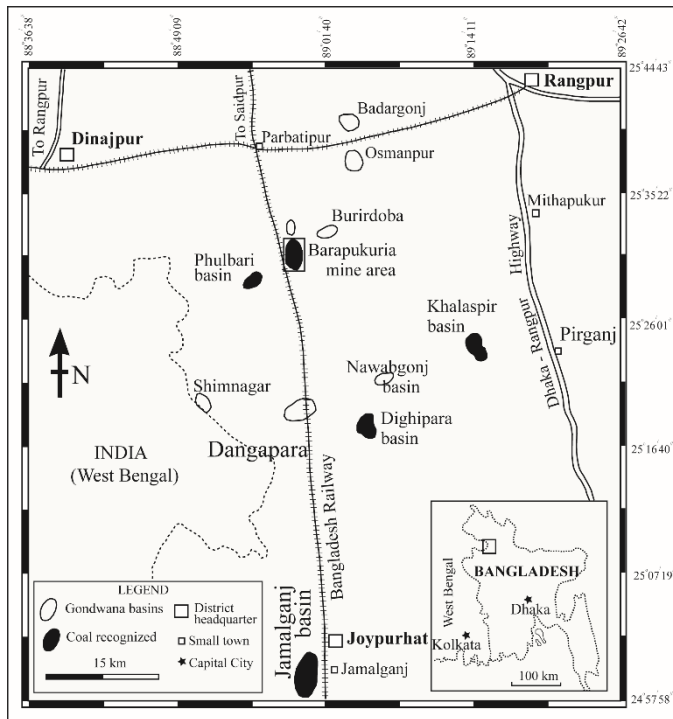 88°36'38"
88°49'09"
89°01'40"
89°14'11"
89°26'42"
25°44'43"
25°35'22"
25°26'01"
25°16'40"
25°07'19"
24°57'58"
To Rangpur
To Saidpur
Rangpur
Badargonj
Dinajpur
Parbatipur
Osmanpur
Mithapukur
Burirdoba
Barapukuria
mine area
Phulbari
basin
Highway
Khalaspir
basin
Dhaka - Rangpur
Pirganj
N
Nawabgonj
basin
Shimnagar
Dighipara
basin
Dangapara
INDIA
(West Bengal)
Bangladesh Railway
Jamalganj
basin
Joypurhat
Jamalganj
LEGEND
Gondwana basins
District
headquarter
Coal recognized
Small town
15 km
Capital City
West Bengal
BANGLADESH
Dhaka
Kolkata
100 km